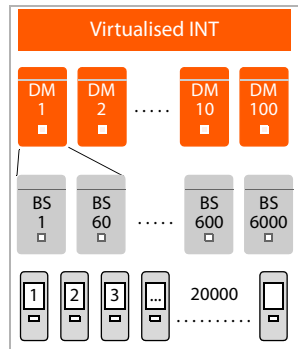 Virtualised INT
DM 1
DM 2
.....
DM 10
DM 100
BS 1
BS 60
.....
BS 600
BS 6000
1
2
3
...
20000
..........